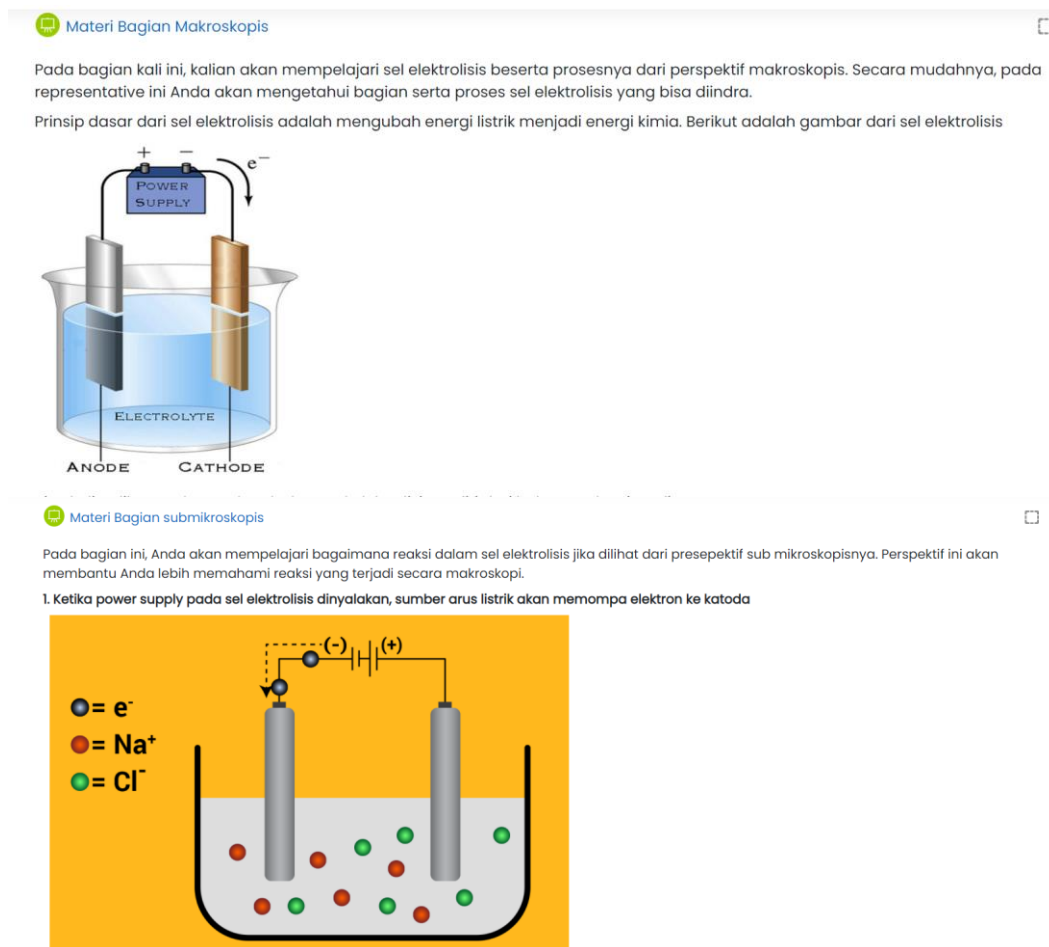 Materi Bagian Makroskopis
Pada bagian kali ini, kalian akan mempelajari sel elektrolisis beserta prosesnya dari perspektif makroskopis. Secara mudahnya, pada
representative ini Anda akan mengetahui bagian serta proses sel elektrolisis yang bisa diindra.
Prinsip dasar dari sel elektrolisis adalah mengubah energi listrik menjadi energi kimia. Berikut adalah gambar dari sel elektrolisis
+ − e⁻
POWER
SUPPLY
ELECTROLYTE
ANODE CATHODE
Materi Bagian submikroskopis
Pada bagian ini, Anda akan mempelajari bagaimana reaksi dalam sel elektrolisis jika dilihat dari presepektif sub mikroskopisnya. Perspektif ini akan
membantu Anda lebih memahami reaksi yang terjadi secara makroskopi.
1. Ketika power supply pada sel elektrolisis dinyalakan, sumber arus listrik akan memompa elektron ke katoda
(-) (+)
= e⁻
= Na⁺
= Cl⁻